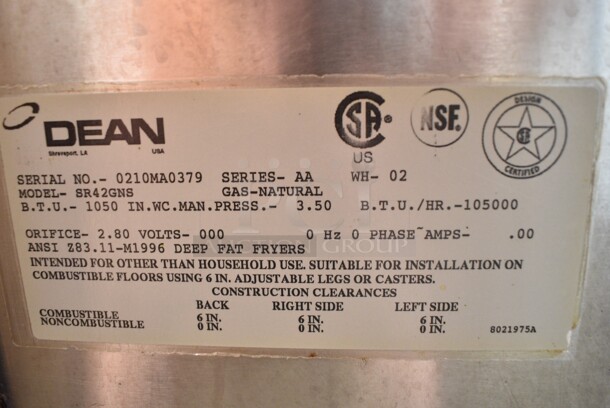 DEAN
Shreveport, LA USA
CSA ®
US
NSF®
DESIGN
CSA
CERTIFIED
SERIAL NO.- 0210MA0379 SERIES- AA WH- 02
MODEL- SR42GNS GAS-NATURAL
B.T.U.- 1050 IN.WC.MAN.PRESS.- 3.50 B.T.U./HR.-105000
ORIFICE- 2.80 VOLTS- 000 0 Hz 0 PHASE AMPS- .00
ANSI Z83.11-M1996 DEEP FAT FRYERS
INTENDED FOR OTHER THAN HOUSEHOLD USE. SUITABLE FOR INSTALLATION ON
COMBUSTIBLE FLOORS USING 6 IN. ADJUSTABLE LEGS OR CASTERS.
CONSTRUCTION CLEARANCES
BACK RIGHT SIDE LEFT SIDE
COMBUSTIBLE 6 IN. 6 IN. 6 IN.
NONCOMBUSTIBLE 0 IN. 0 IN. 0 IN.
8021975A
GROUP